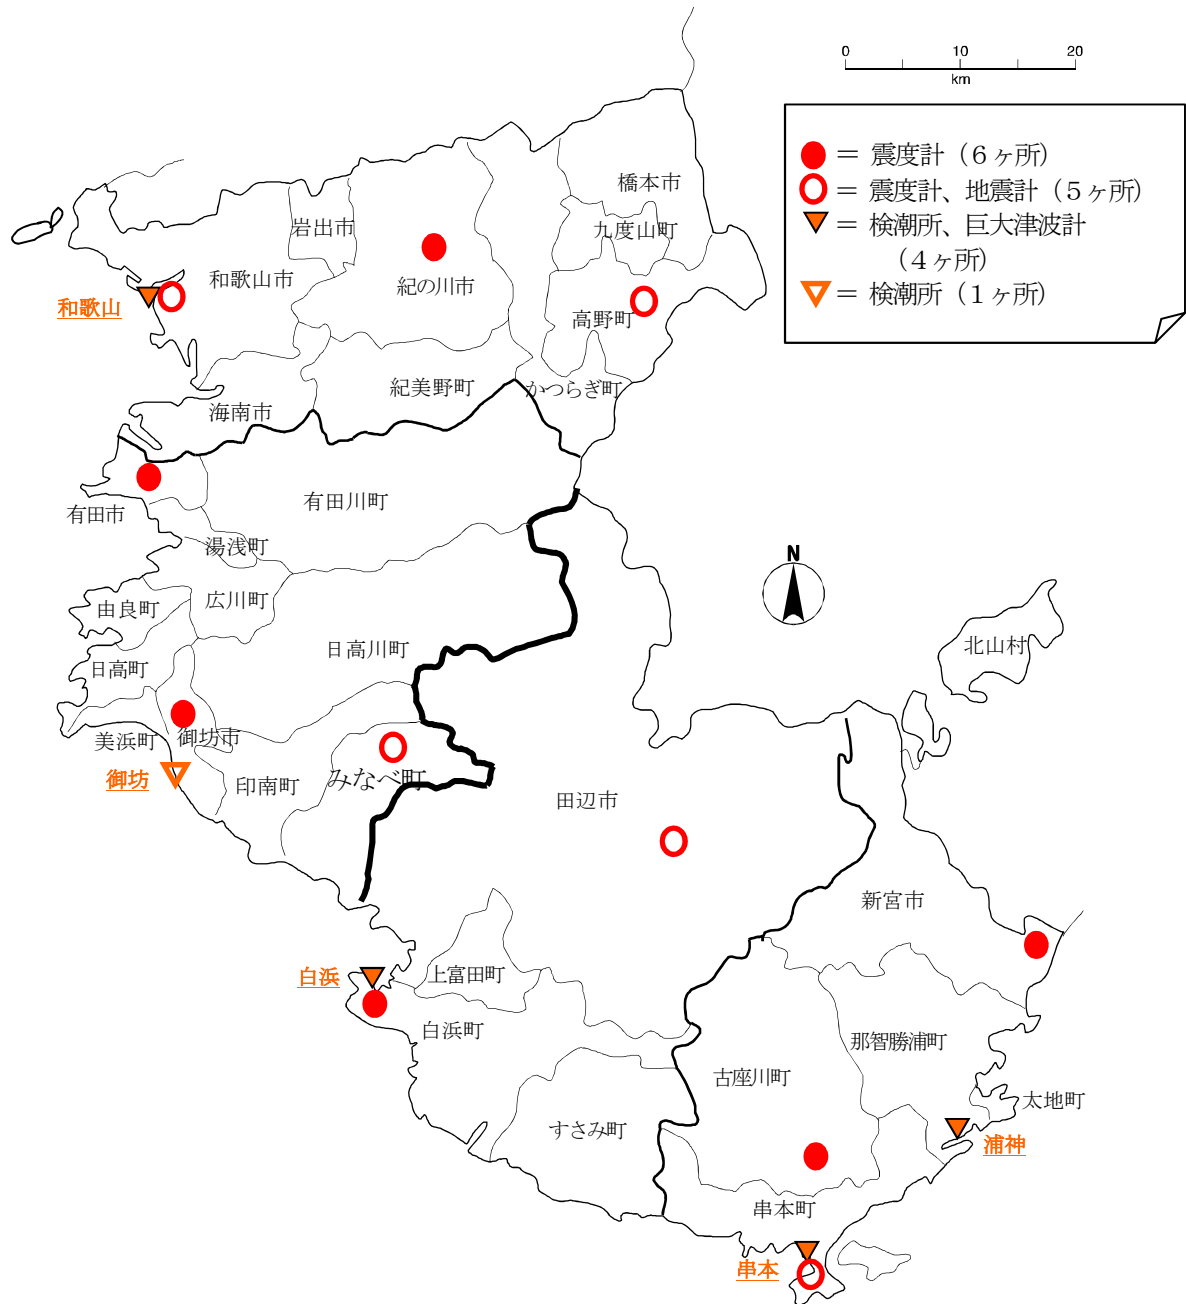 0 10 20
km
= 震度計（６ヶ所）
= 震度計、地震計（５ヶ所）
= 検潮所、巨大津波計
（４ヶ所）
= 検潮所（１ヶ所）
橋本市
岩出市
九度山町
和歌山市
紀の川市
和歌山
高野町
紀美野町
かつらぎ町
海南市
有田川町
有田市
湯浅町
N
広川町
由良町
日高川町
北山村
日高町
美浜町
御坊市
御坊
印南町
みなべ町
田辺市
新宮市
白浜
上富田町
白浜町
那智勝浦町
古座川町
太地町
すさみ町
浦神
串本町
串本